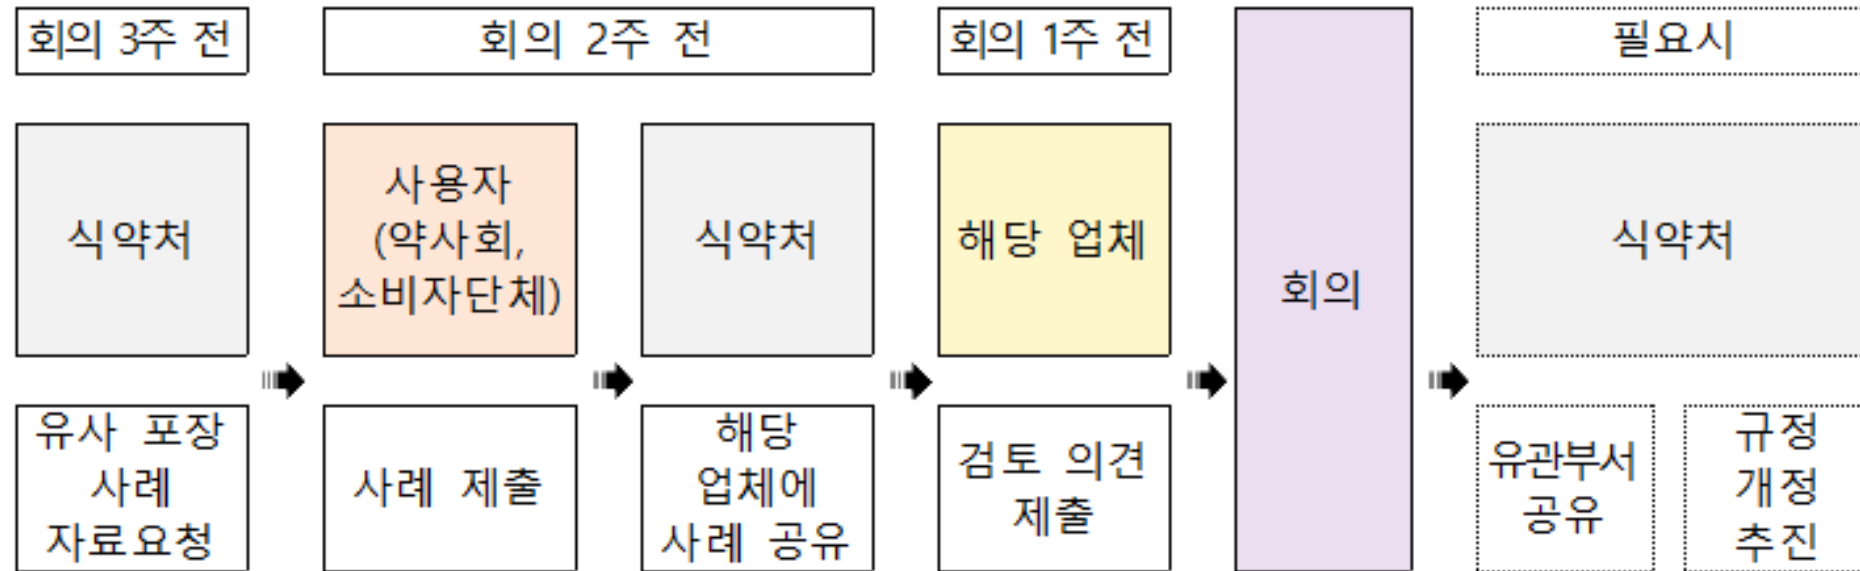 회의 3주 전
회의 2주 전
회의 1주 전
필요시
식약처
사용자
(약사회,
소비자단체)
식약처
해당 업체
회의
식약처
유사 포장
사례
자료요청
사례 제출
해당
업체에
사례 공유
검토 의견
제출
유관부서
공유
규정
개정
추진